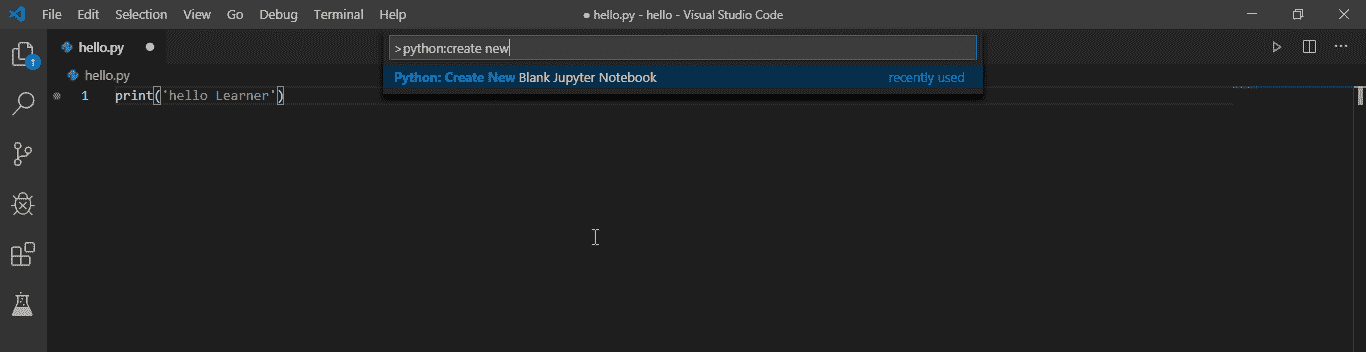 File Edit Selection View Go Debug Terminal Help ● hello.py - hello - Visual Studio Code
hello.py ●
>python:create new
1
hello.py
Python: Create New Blank Jupyter Notebook recently used
1 print('hello Learner')